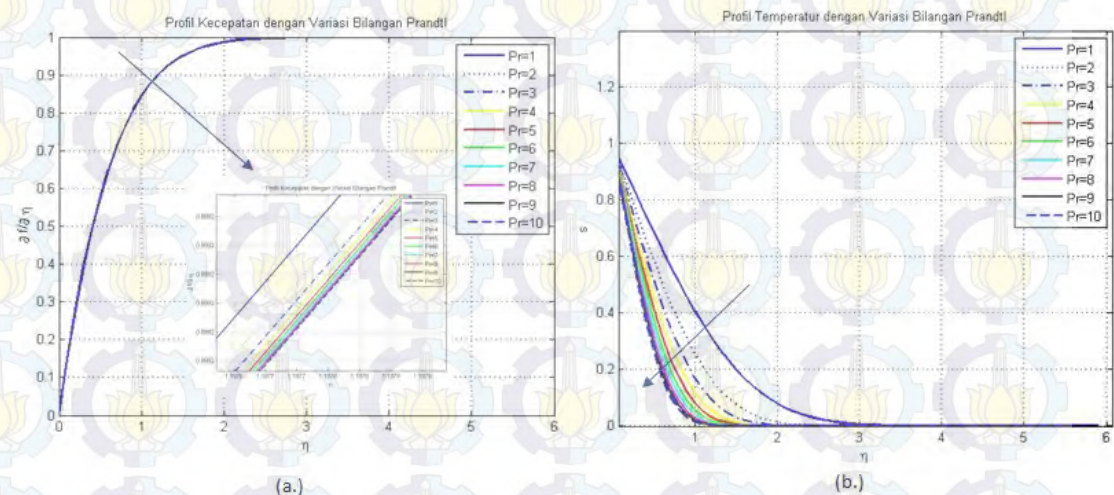 Profil Kecepatan dengan Variasi Bilangan Prandtl
1
0.9
0.8
0.7
0.6
0.5
0.4
0.3
0.2
0.1
0
∂ f/∂ η
0 1 2 3 4 5 6
η
Pr=1
Pr=2
Pr=3
Pr=4
Pr=5
Pr=6
Pr=7
Pr=8
Pr=9
Pr=10
Profil Kecepatan dengan Variasi Bilangan Prandtl
(a.)
Profil Temperatur dengan Variasi Bilangan Prandtl
1.2
1
0.8
0.6
0.4
0.2
0
s
1 2 3 4 5 6
η
Pr=1
Pr=2
Pr=3
Pr=4
Pr=5
Pr=6
Pr=7
Pr=8
Pr=9
Pr=10
(b.)